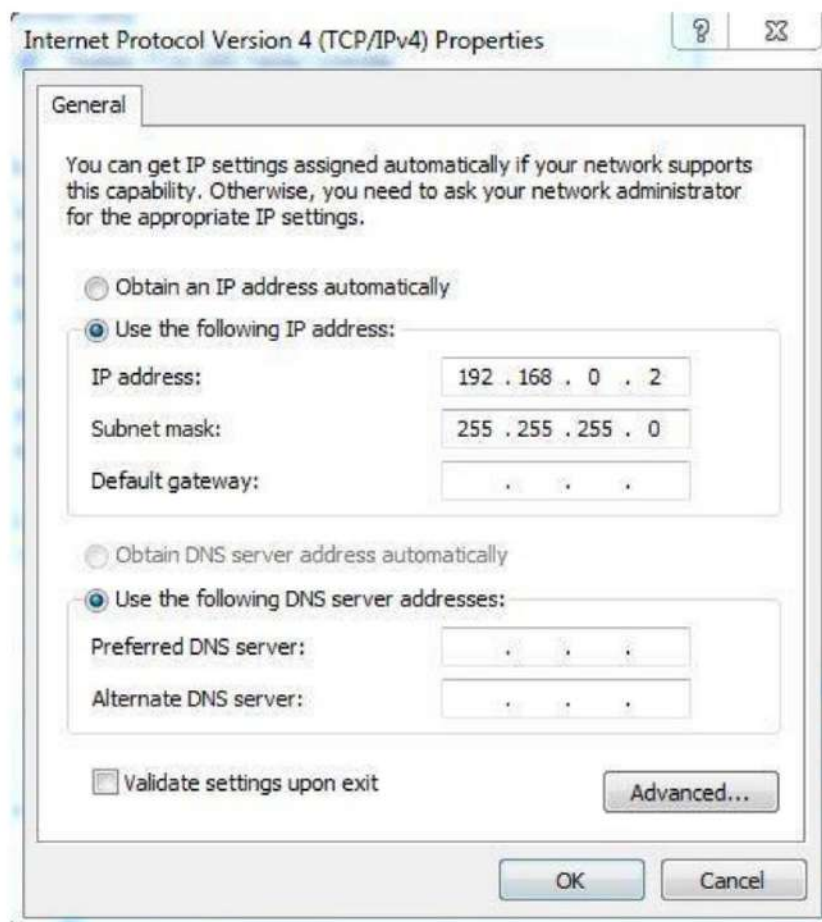 Internet Protocol Version 4 (TCP/IPv4) Properties
General
You can get IP settings assigned automatically if your network supports
this capability. Otherwise, you need to ask your network administrator
for the appropriate IP settings.
Obtain an IP address automatically
Use the following IP address:
IP address: 192 . 168 . 0 . 2
Subnet mask: 255 . 255 . 255 . 0
Default gateway: . . .
Obtain DNS server address automatically
Use the following DNS server addresses:
Preferred DNS server: . . .
Alternate DNS server: . . .
Validate settings upon exit
Advanced...
OK Cancel